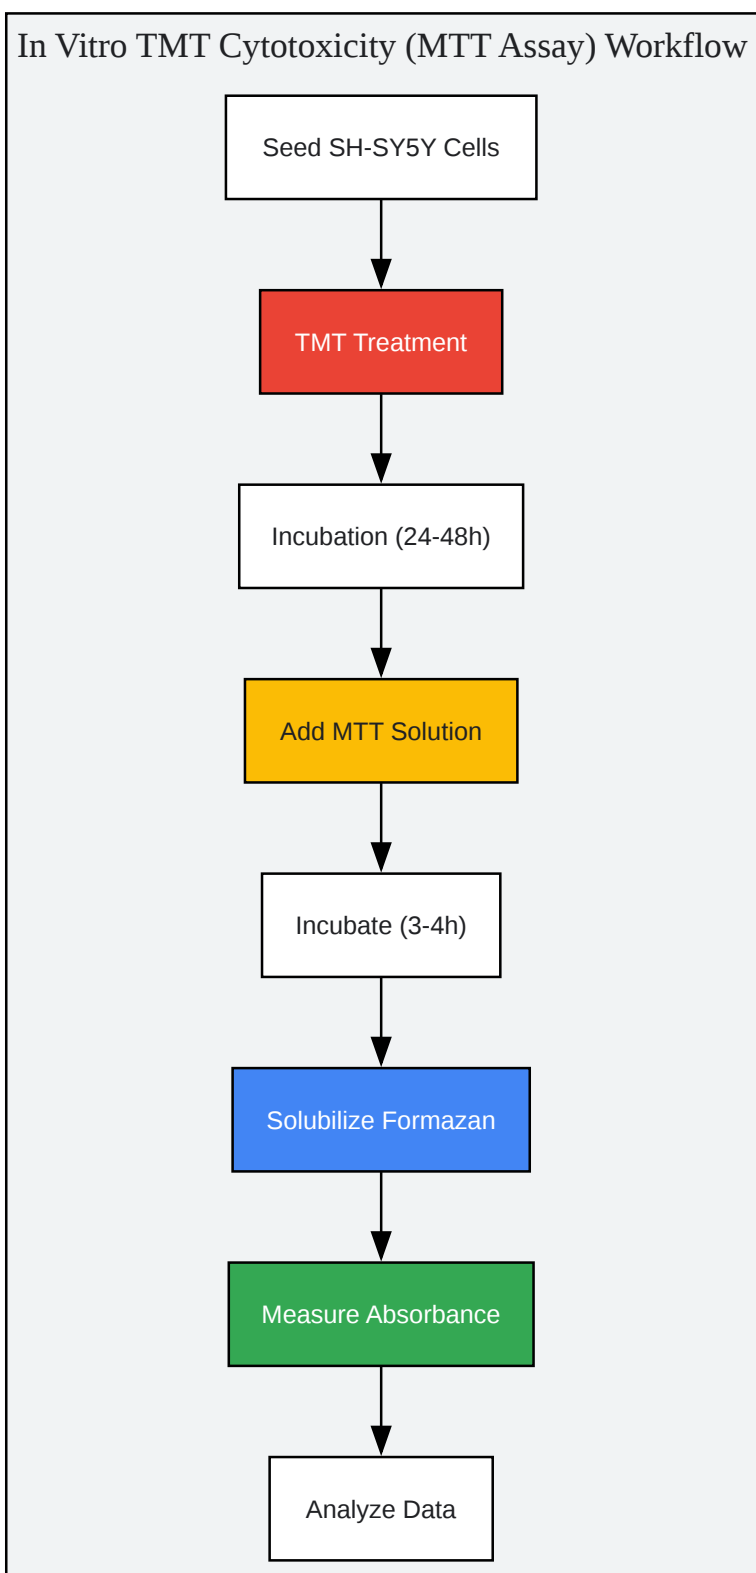 In Vitro TMT Cytotoxicity (MTT Assay) Workflow
Seed SH-SY5Y Cells
TMT Treatment
Incubation (24-48h)
Add MTT Solution
Incubate (3-4h)
Solubilize Formazan
Measure Absorbance
Analyze Data